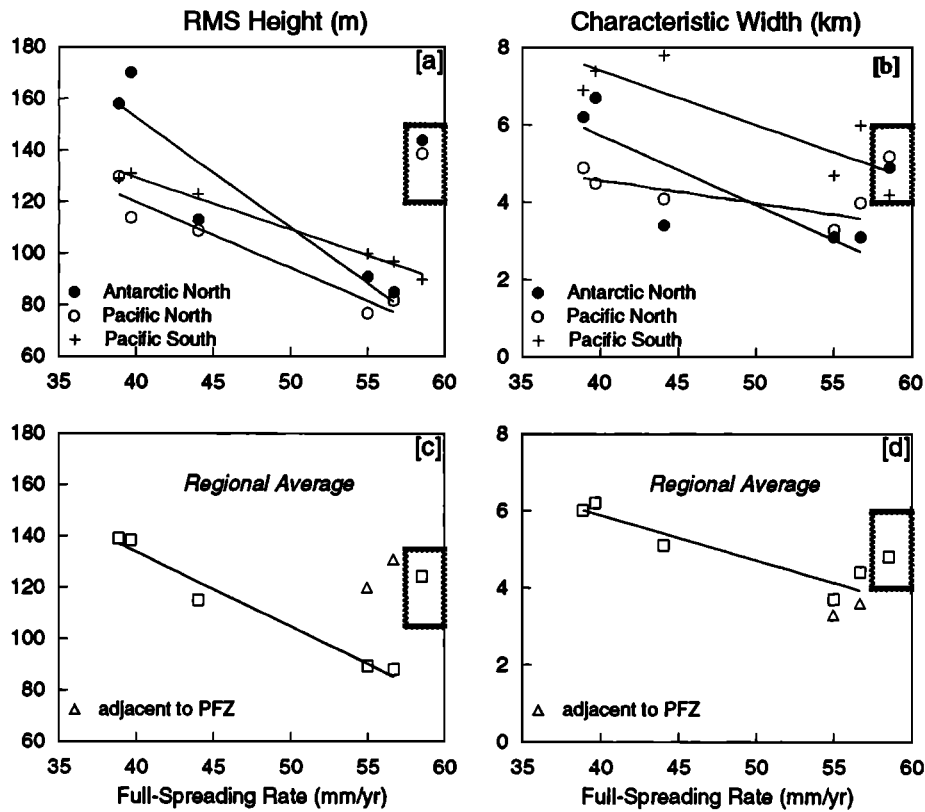 RMS Height (m)
180
160
140
120
100
80
60
[a]
Antarctic North
Pacific North
Pacific South
35 40 45 50 55 60
Characteristic Width (km)
8
6
4
2
0
[b]
Antarctic North
Pacific North
Pacific South
35 40 45 50 55 60
180
160
140
120
100
80
60
[c]
Regional Average
adjacent to PFZ
35 40 45 50 55 60
Full-Spreading Rate (mm/yr)
8
6
4
2
0
[d]
Regional Average
adjacent to PFZ
35 40 45 50 55 60
Full-Spreading Rate (mm/yr)